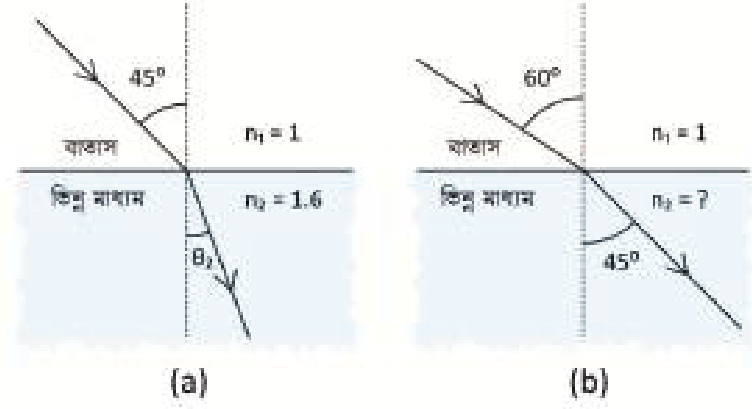 45°
n₁ = 1
বাতাস
ভিন্ন মাধ্যম
n₂ = 1.6
θ₂
(a)
60°
n₁ = 1
বাতাস
ভিন্ন মাধ্যম
n₂ = ?
45°
(b)